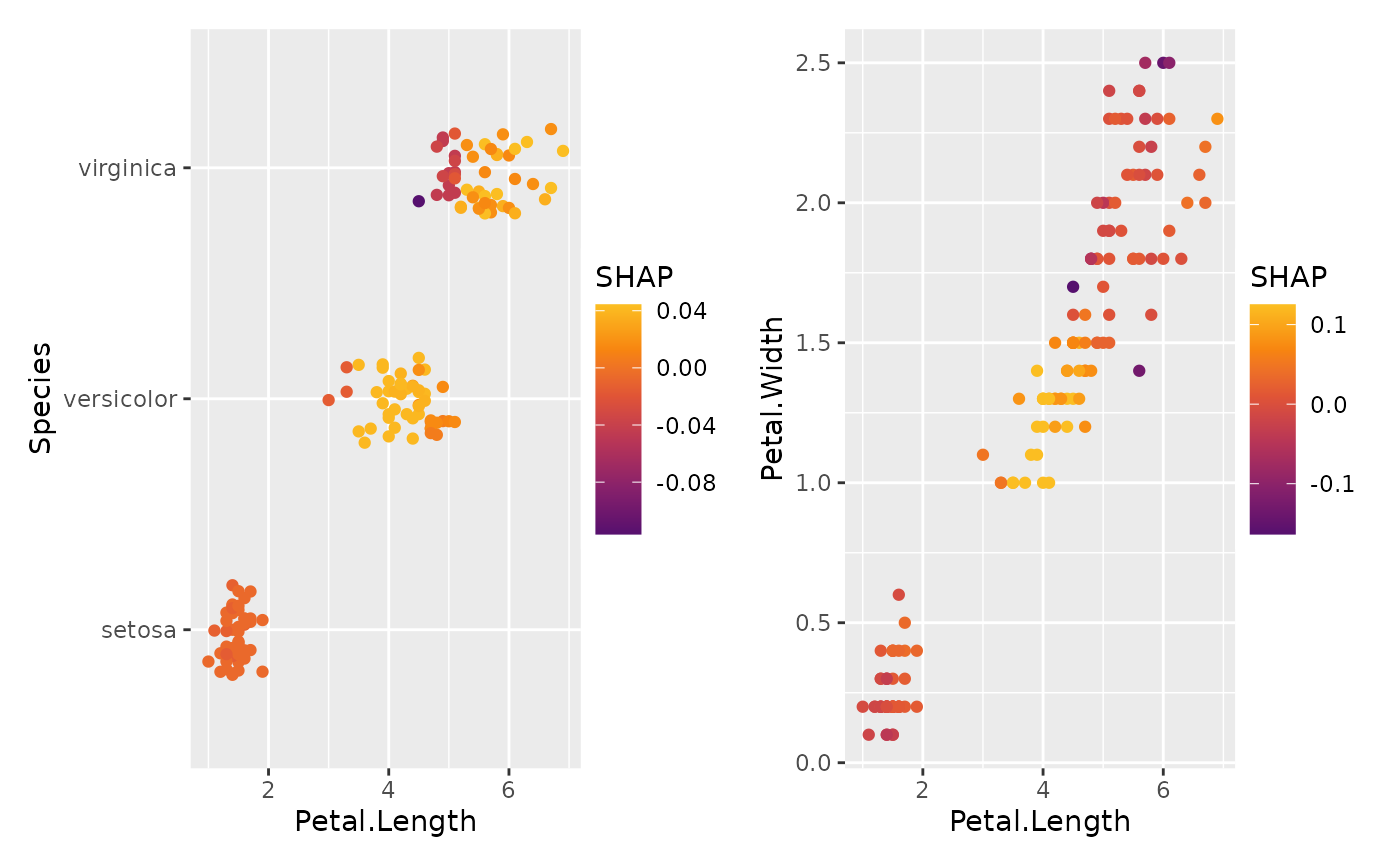 Species
virginica
versicolor
setosa
2 4 6
Petal.Length
SHAP
0.04
0.00
-0.04
-0.08
Petal.Width
2.5
2.0
1.5
1.0
0.5
0.0
2 4 6
Petal.Length
SHAP
0.1
0.0
-0.1